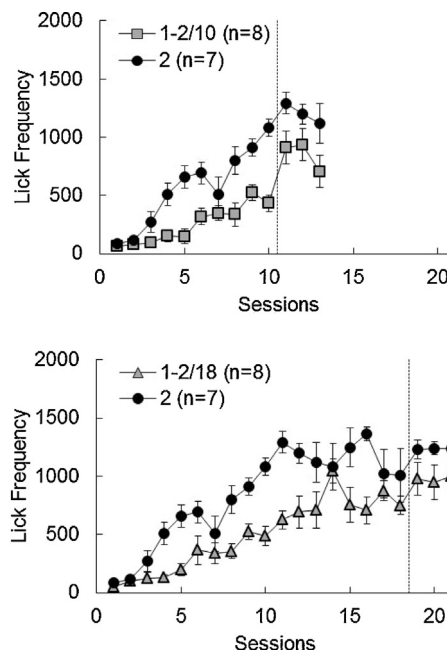 2000
1-2/10 (n=8)
1500
2 (n=7)
1000
500
0
Lick Frequency
0 5 10 15 20
Sessions
2000
1-2/18 (n=8)
1500
2 (n=7)
1000
500
0
Lick Frequency
0 5 10 15 20
Sessions